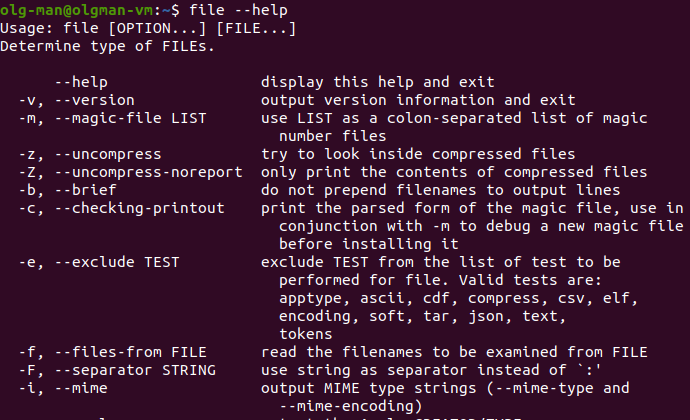 olg-man@olgman-vm:~$ file --help
Usage: file [OPTION...] [FILE...]
Determine type of FILEs.
--help display this help and exit
-v, --version output version information and exit
-m, --magic-file LIST use LIST as a colon-separated list of magic
number files
-z, --uncompress try to look inside compressed files
-Z, --uncompress-noreport only print the contents of compressed files
-b, --brief do not prepend filenames to output lines
-c, --checking-printout print the parsed form of the magic file, use in
conjunction with -m to debug a new magic file
before installing it
-e, --exclude TEST exclude TEST from the list of test to be
performed for file. Valid tests are:
apptype, ascii, cdf, compress, csv, elf,
encoding, soft, tar, json, text,
tokens
-f, --files-from FILE read the filenames to be examined from FILE
-F, --separator STRING use string as separator instead of `:'
-i, --mime output MIME type strings (--mime-type and
--mime-encoding)